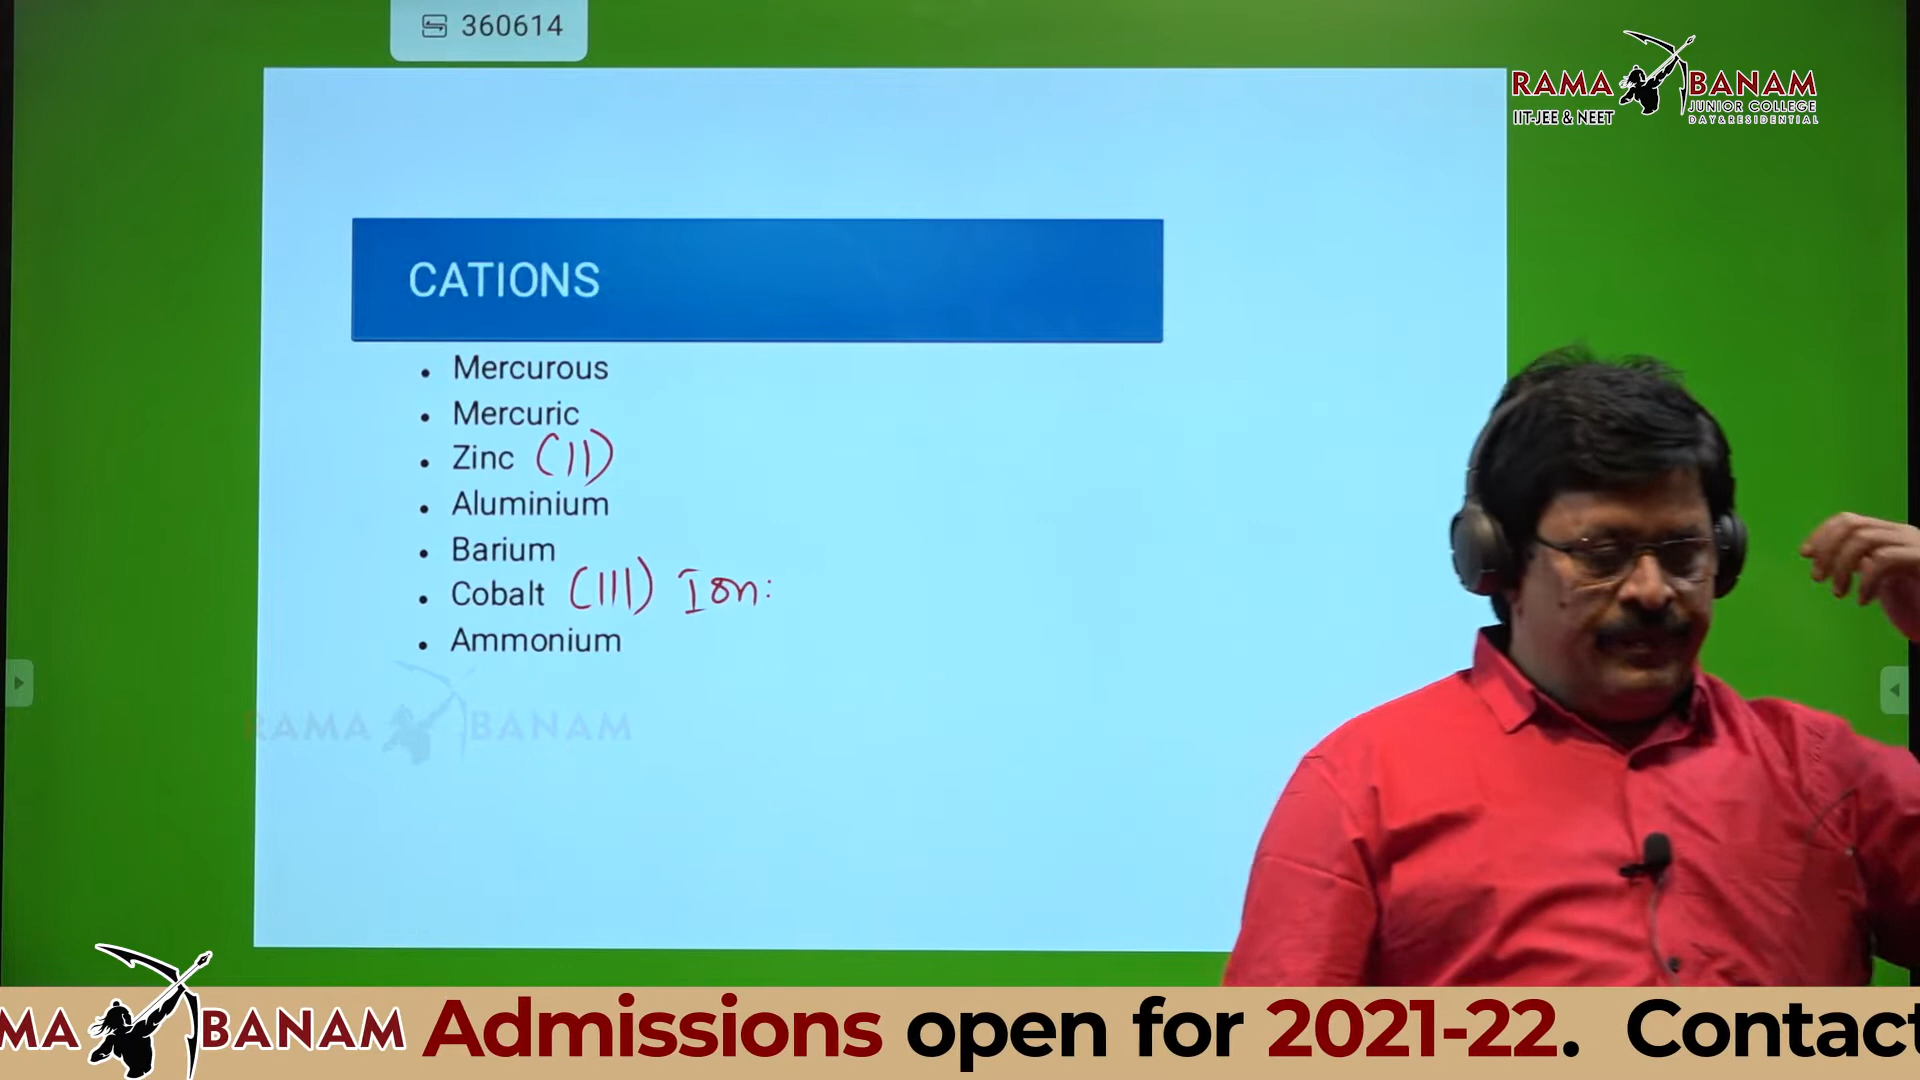 360614
RAMA BANAM
IIT-JEE & NEET
JUNIOR COLLEGE
DAY&RESIDENTIAL
CATIONS
• Mercurous
• Mercuric
• Zinc (II)
• Aluminium
• Barium
• Cobalt (III) Ion:
• Ammonium
RAMA BANAM
MA BANAM Admissions open for 2021-22. Contact